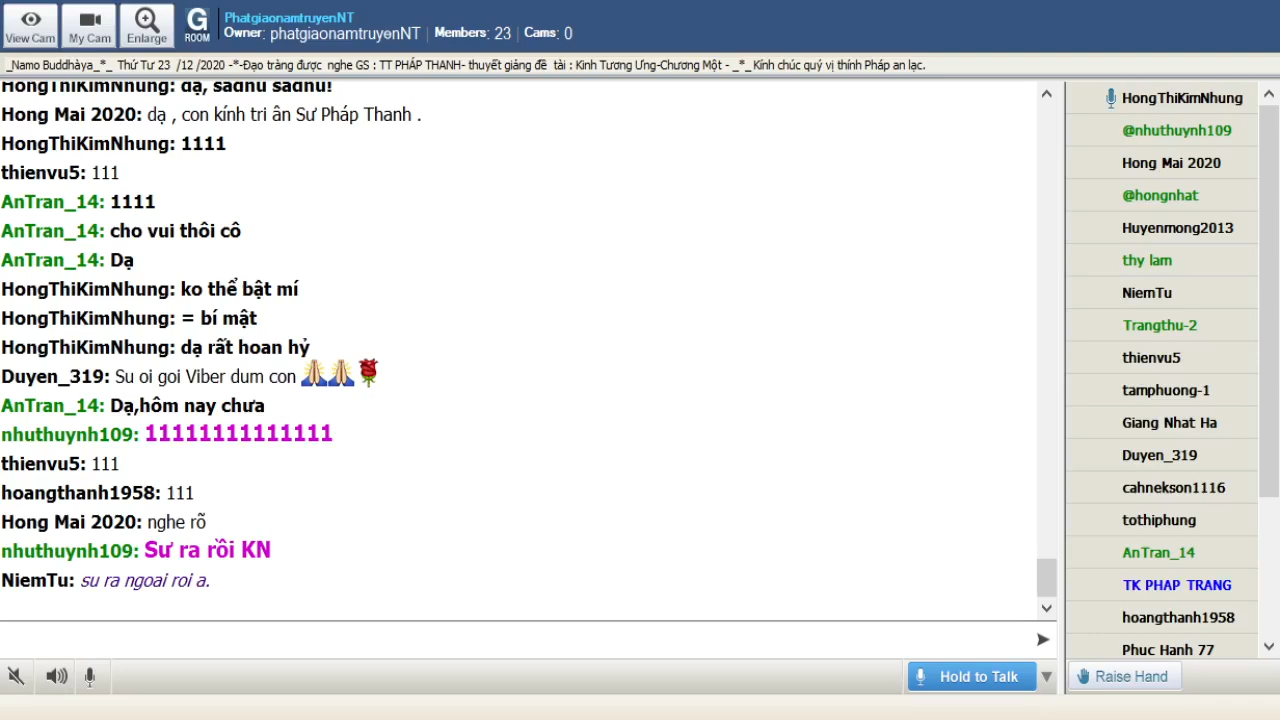 View Cam
My Cam
Enlarge
G
ROOM
PhatgiaonamtruyenNT
Owner: phatgiaonamtruyenNT | Members: 23 | Cams: 0
_Namo Buddhàya_*_ Thứ Tư 23 /12 /2020 -*-Đạo tràng được nghe GS : TT PHÁP THANH- thuyết giảng đề tài : Kinh Tương Ưng-Chương Một - _*_Kính chúc quý vị thính Pháp an lạc.
HongThiKimNhung: dạ, sadhu sadhu!
Hong Mai 2020: dạ , con kính tri ân Sư Pháp Thanh .
HongThiKimNhung: 1111
thienvu5: 111
AnTran_14: 1111
AnTran_14: cho vui thôi cô
AnTran_14: Dạ
HongThiKimNhung: ko thể bật mí
HongThiKimNhung: = bí mật
HongThiKimNhung: dạ rất hoan hỷ
Duyen_319: Su oi goi Viber dum con 🙏🙏🌹
AnTran_14: Dạ,hôm nay chưa
nhuthuynh109: 11111111111111
thienvu5: 111
hoangthanh1958: 111
Hong Mai 2020: nghe rõ
nhuthuynh109: Sư ra rồi KN
NiemTu: su ra ngoai roi a.
Hold to Talk
HongThiKimNhung
@nhuthuynh109
Hong Mai 2020
@hongnhat
Huyenmong2013
thy lam
NiemTu
Trangthu-2
thienvu5
tamphuong-1
Giang Nhat Ha
Duyen_319
cahnekson1116
tothiphung
AnTran_14
TK PHAP TRANG
hoangthanh1958
Phuc Hanh 77
Raise Hand